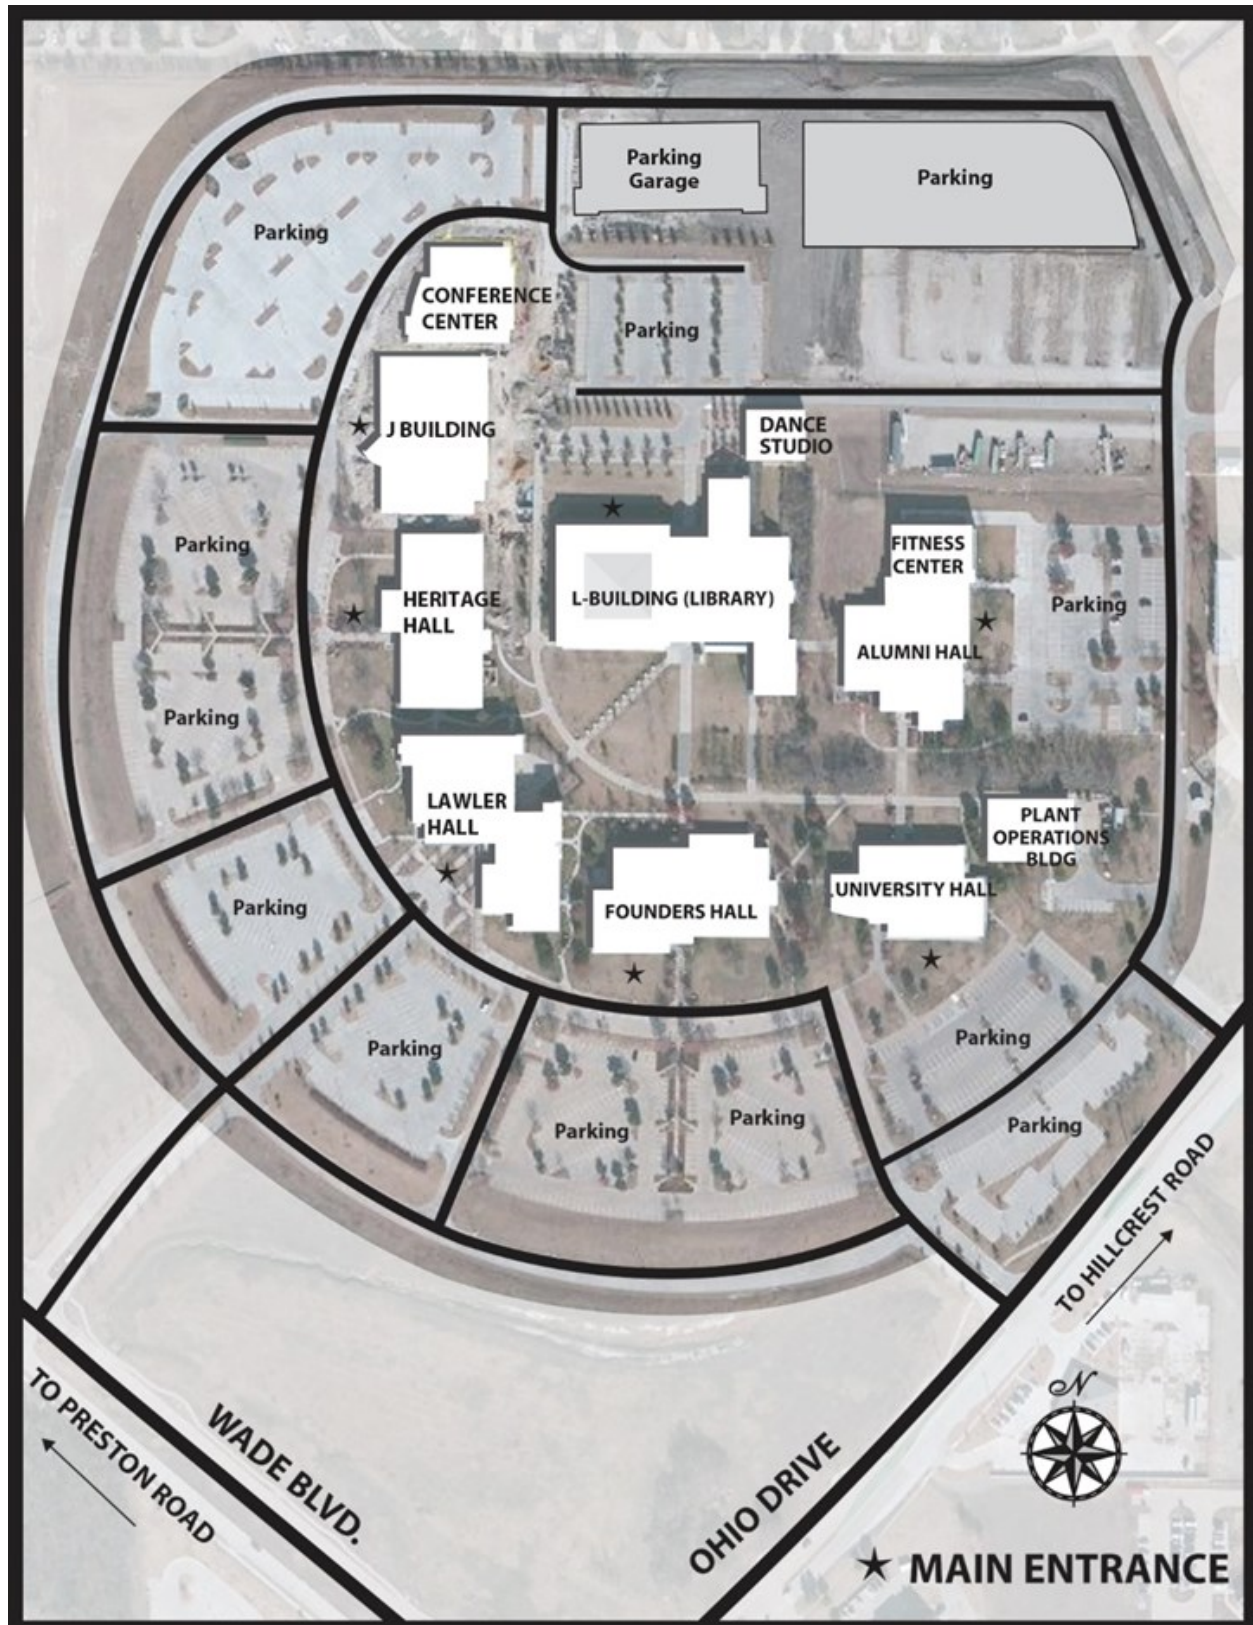 Parking
Garage
Parking
Parking
CONFERENCE
CENTER
Parking
J BUILDING
DANCE
STUDIO
Parking
FITNESS
CENTER
HERITAGE
HALL
L-BUILDING (LIBRARY)
Parking
ALUMNI HALL
Parking
LAWLER
HALL
PLANT
OPERATIONS
BLDG
Parking
FOUNDERS HALL
UNIVERSITY HALL
Parking
Parking
Parking
Parking
Parking
TO HILLCREST ROAD
TO PRESTON ROAD
WADE BLVD.
OHIO DRIVE
N
MAIN ENTRANCE